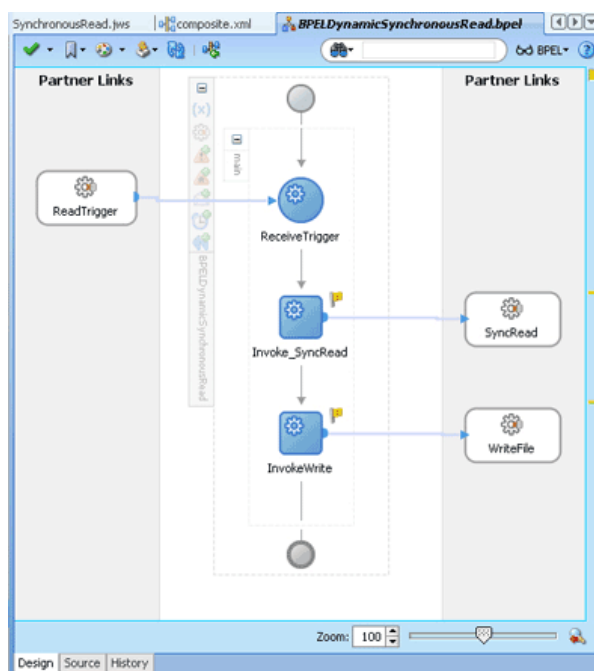 SynchronousRead.jws
composite.xml
BPELDynamicSynchronousRead.bpel
BPEL
Partner Links
Partner Links
main
ReadTrigger
ReceiveTrigger
BPELDynamicSynchronousRead
Invoke_SyncRead
SyncRead
InvokeWrite
WriteFile
Zoom: 100
Design Source History